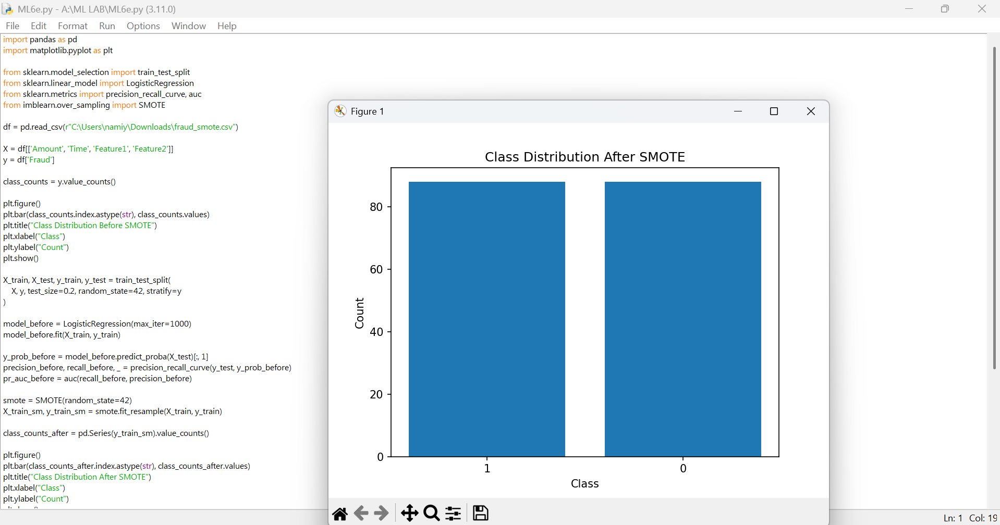 ML6e.py - A:\ML LAB\ML6e.py (3.11.0)
File Edit Format Run Options Window Help
import pandas as pd
import matplotlib.pyplot as plt
from sklearn.model_selection import train_test_split
from sklearn.linear_model import LogisticRegression
from sklearn.metrics import precision_recall_curve, auc
from imblearn.over_sampling import SMOTE
df = pd.read_csv(r"C:\Users\namiy\Downloads\fraud_smote.csv")
X = df[['Amount', 'Time', 'Feature1', 'Feature2']]
y = df['Fraud']
class_counts = y.value_counts()
plt.figure()
plt.bar(class_counts.index.astype(str), class_counts.values)
plt.title("Class Distribution Before SMOTE")
plt.xlabel("Class")
plt.ylabel("Count")
plt.show()
X_train, X_test, y_train, y_test = train_test_split(
    X, y, test_size=0.2, random_state=42, stratify=y
)
model_before = LogisticRegression(max_iter=1000)
model_before.fit(X_train, y_train)
y_prob_before = model_before.predict_proba(X_test)[:, 1]
precision_before, recall_before, _ = precision_recall_curve(y_test, y_prob_before)
pr_auc_before = auc(recall_before, precision_before)
smote = SMOTE(random_state=42)
X_train_sm, y_train_sm = smote.fit_resample(X_train, y_train)
class_counts_after = pd.Series(y_train_sm).value_counts()
plt.figure()
plt.bar(class_counts_after.index.astype(str), class_counts_after.values)
plt.title("Class Distribution After SMOTE")
plt.xlabel("Class")
plt.ylabel("Count")
Figure 1
Class Distribution After SMOTE
80
60
40
20
0
Count
1 0
Class
Ln: 1 Col: 19